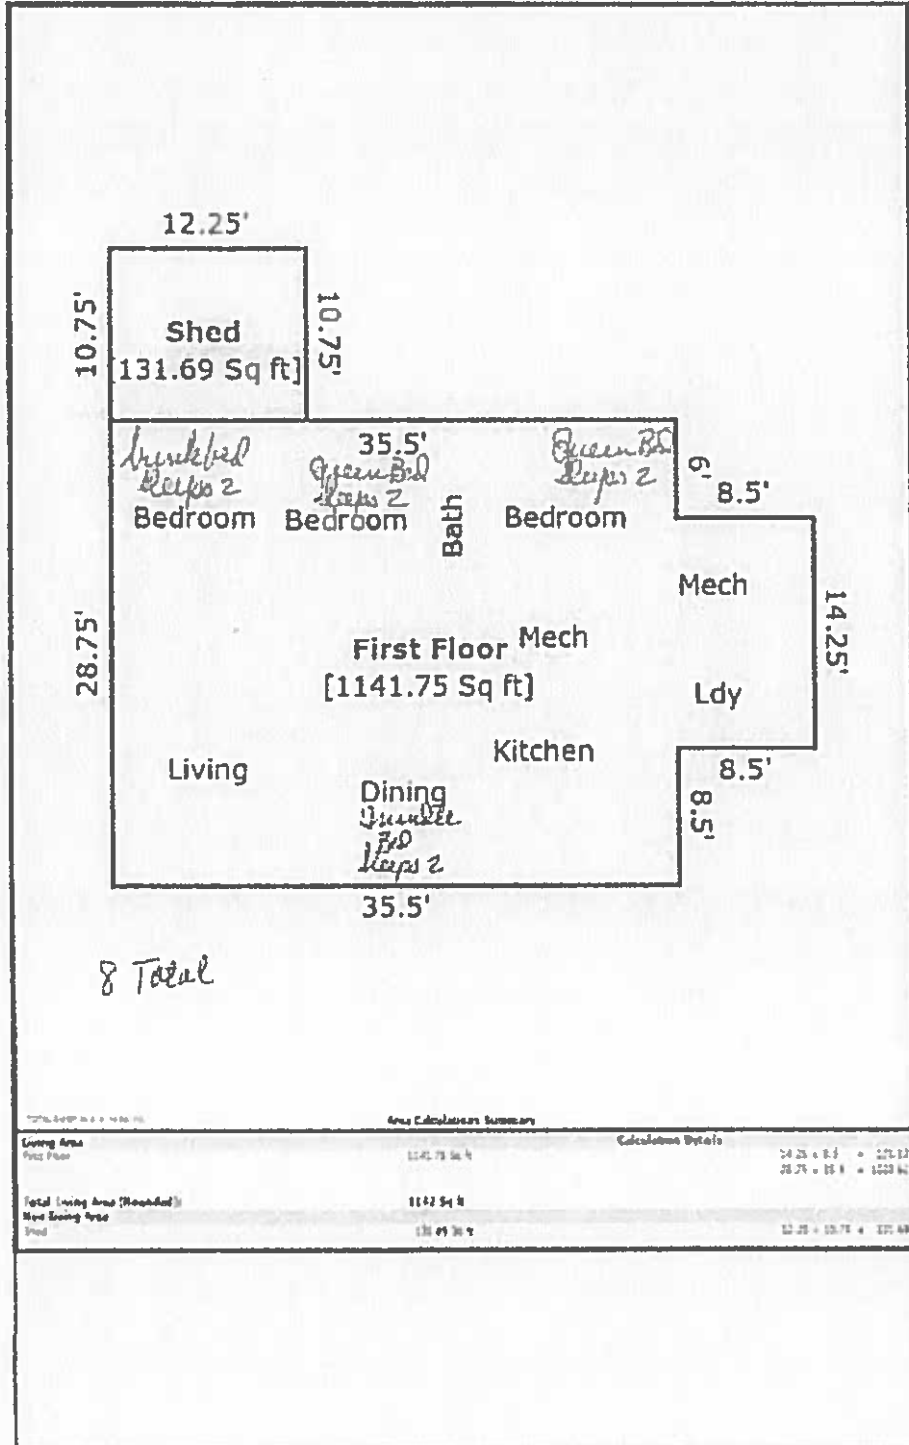 12.25'
10.75'
10.75'
Shed
[131.69 Sq ft]
35.5'
bunkbed
sleeps 2
Queen Bed
sleeps 2
Queen Bed
sleeps 2
6'
8.5'
Bedroom
Bedroom
Bath
Bedroom
Mech
14.25'
28.75'
First Floor
Mech
[1141.75 Sq ft]
Ldy
Kitchen
8.5'
Living
Dining
Bed
sleeps 2
8.5'
35.5'
8 Total
Area Calculations Summary
Living Area
Calculation Details
First Floor
1141.75 Sq ft
Total Living Area (Rounded):
1142 Sq ft
Non-living Area
Shed
131.69 Sq ft
12.25 x 10.75 =